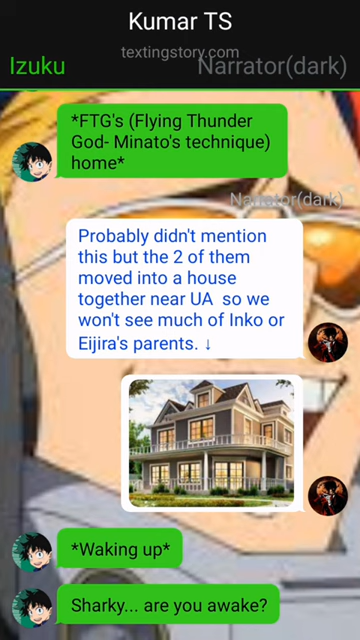 Kumar TS
textingstory.com
Izuku
Narrator(dark)
*FTG's (Flying Thunder
God- Minato's technique)
home*
Narrator(dark)
Probably didn't mention
this but the 2 of them
moved into a house
together near UA so we
won't see much of Inko or
Eijira's parents. ↓
*Waking up*
Sharky... are you awake?